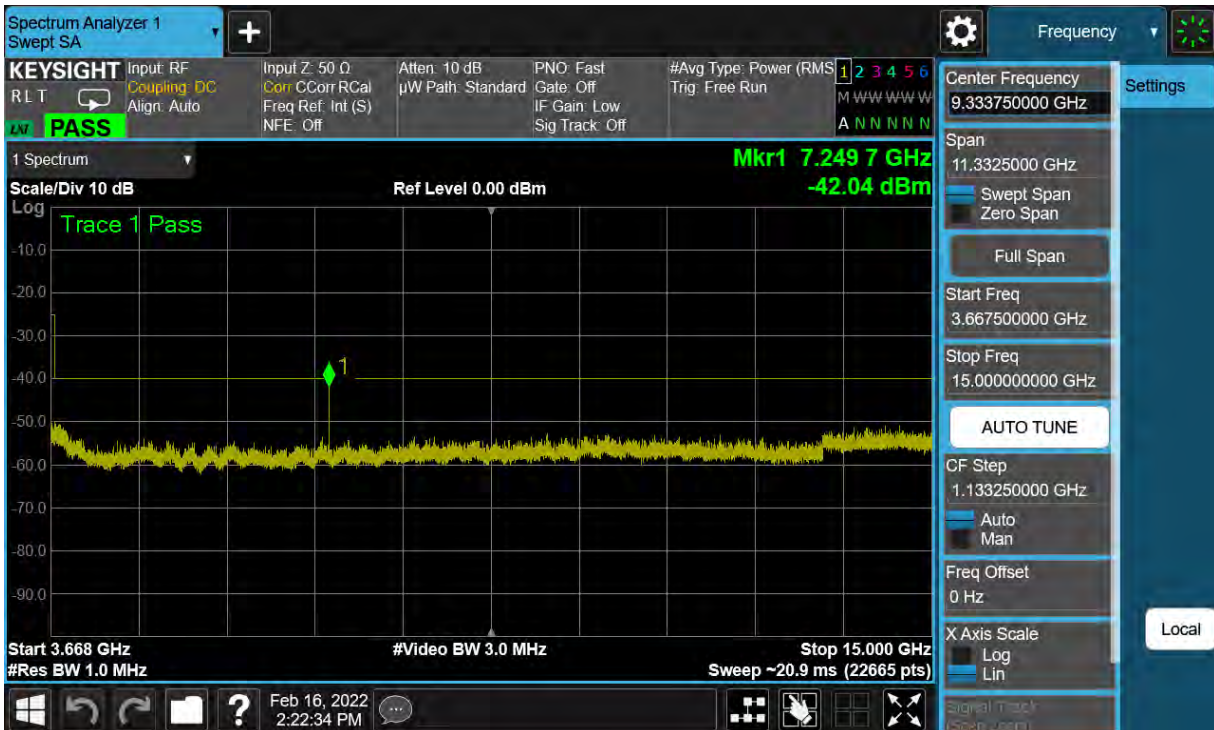 Spectrum Analyzer 1
Swept SA
Frequency
KEYSIGHT
RLT
LXI PASS
Input: RF
Coupling: DC
Align: Auto
Input Z: 50 Ω
Corr CCorr RCal
Freq Ref: Int (S)
NFE: Off
Atten: 10 dB
µW Path: Standard
PNO: Fast
Gate: Off
IF Gain: Low
Sig Track: Off
#Avg Type: Power (RMS
Trig: Free Run
1 2 3 4 5 6
M W W W W W
A N N N N N
1 Spectrum
Scale/Div 10 dB
Ref Level 0.00 dBm
Mkr1 7.249 7 GHz
-42.04 dBm
Log
Trace 1 Pass
-10.0
-20.0
-30.0
-40.0
-50.0
-60.0
-70.0
-80.0
-90.0
1
Start 3.668 GHz
#Video BW 3.0 MHz
Stop 15.000 GHz
#Res BW 1.0 MHz
Sweep ~20.9 ms (22665 pts)
Feb 16, 2022
2:22:34 PM
Center Frequency
9.333750000 GHz
Settings
Span
11.3325000 GHz
Swept Span
Zero Span
Full Span
Start Freq
3.667500000 GHz
Stop Freq
15.000000000 GHz
AUTO TUNE
CF Step
1.133250000 GHz
Auto
Man
Freq Offset
0 Hz
X Axis Scale
Log
Lin
Local
Signal Track